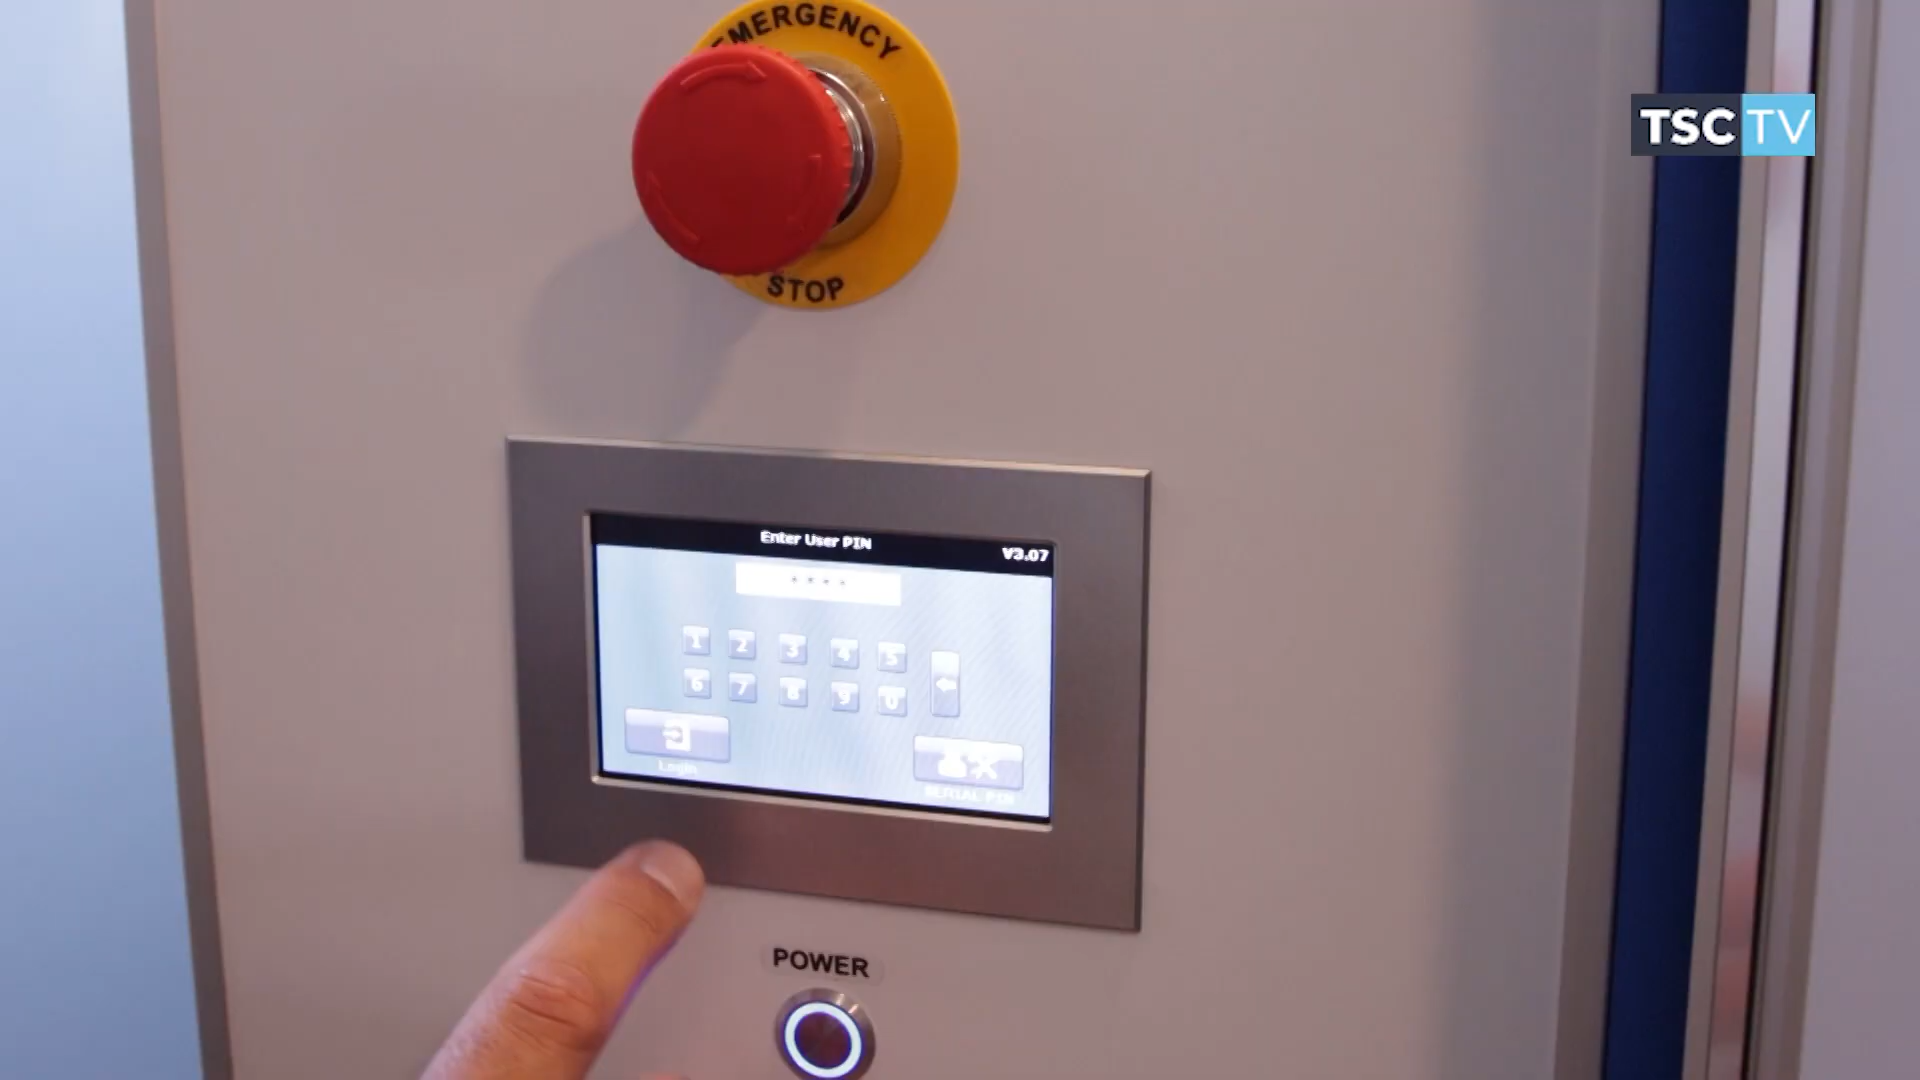 EMERGENCY
STOP
TSC TV
Enter User PIN
V3.07
* * * *
1 2 3 4 5
6 7 8 9 0
Login
SERIAL PIN
POWER